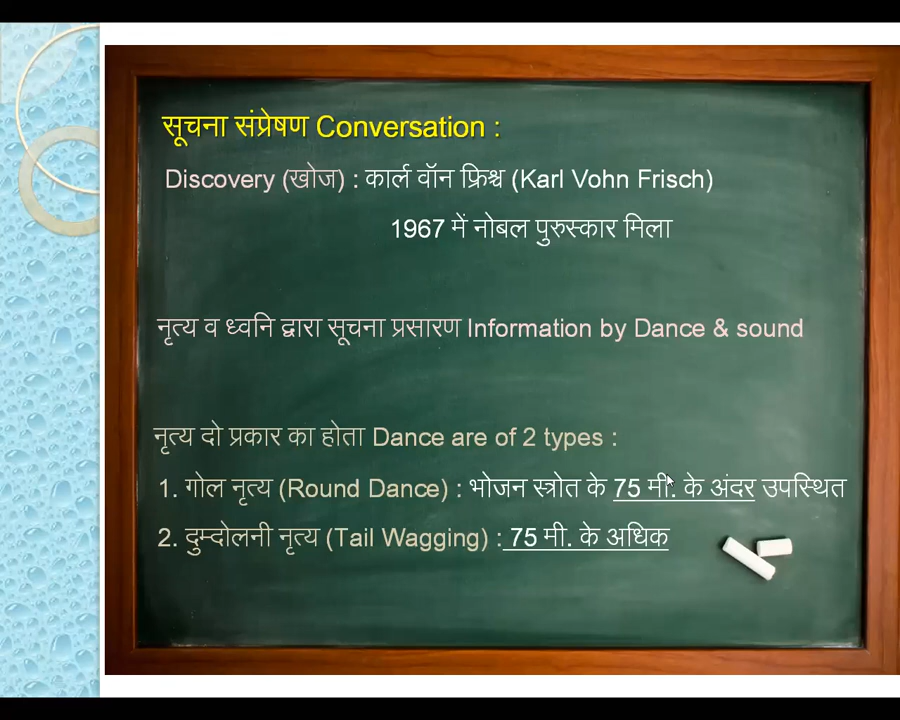 सूचना संप्रेषण Conversation :
Discovery (खोज) : कार्ल वॉन फ्रिश्च (Karl Vohn Frisch)
1967 में नोबल पुरुस्कार मिला
नृत्य व ध्वनि द्वारा सूचना प्रसारण Information by Dance & sound
नृत्य दो प्रकार का होता Dance are of 2 types :
1. गोल नृत्य (Round Dance) : भोजन स्त्रोत के 75 मी. के अंदर उपस्थित
2. दुम्दोलनी नृत्य (Tail Wagging) : 75 मी. के अधिक